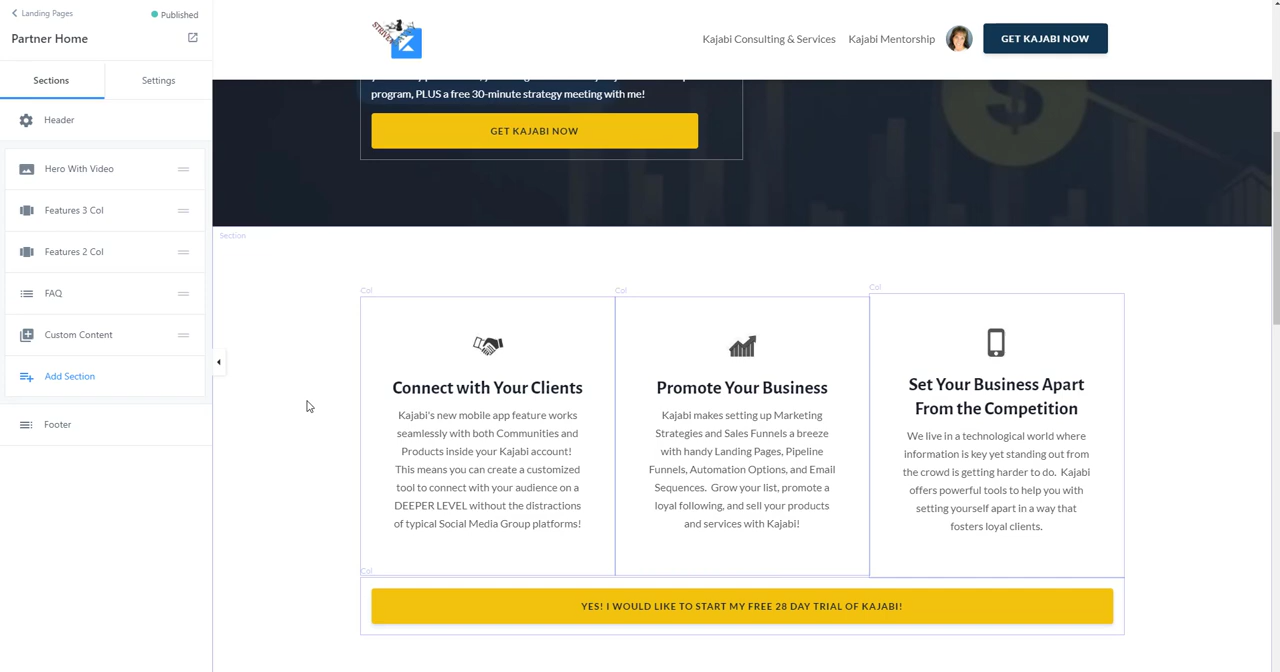 Landing Pages
Published
Partner Home
Sections
Settings
Header
Hero With Video
Features 3 Col
Features 2 Col
FAQ
Custom Content
Add Section
Footer
STRIVE
Kajabi Consulting & Services
Kajabi Mentorship
GET KAJABI NOW
program, PLUS a free 30-minute strategy meeting with me!
GET KAJABI NOW
Section
Col
Connect with Your Clients
Kajabi's new mobile app feature works
seamlessly with both Communities and
Products inside your Kajabi account!
This means you can create a customized
tool to connect with your audience on a
DEEPER LEVEL without the distractions
of typical Social Media Group platforms!
Col
Promote Your Business
Kajabi makes setting up Marketing
Strategies and Sales Funnels a breeze
with handy Landing Pages, Pipeline
Funnels, Automation Options, and Email
Sequences. Grow your list, promote a
loyal following, and sell your products
and services with Kajabi!
Col
Set Your Business Apart
From the Competition
We live in a technological world where
information is key yet standing out from
the crowd is getting harder to do. Kajabi
offers powerful tools to help you with
setting yourself apart in a way that
fosters loyal clients.
Col
YES! I WOULD LIKE TO START MY FREE 28 DAY TRIAL OF KAJABI!